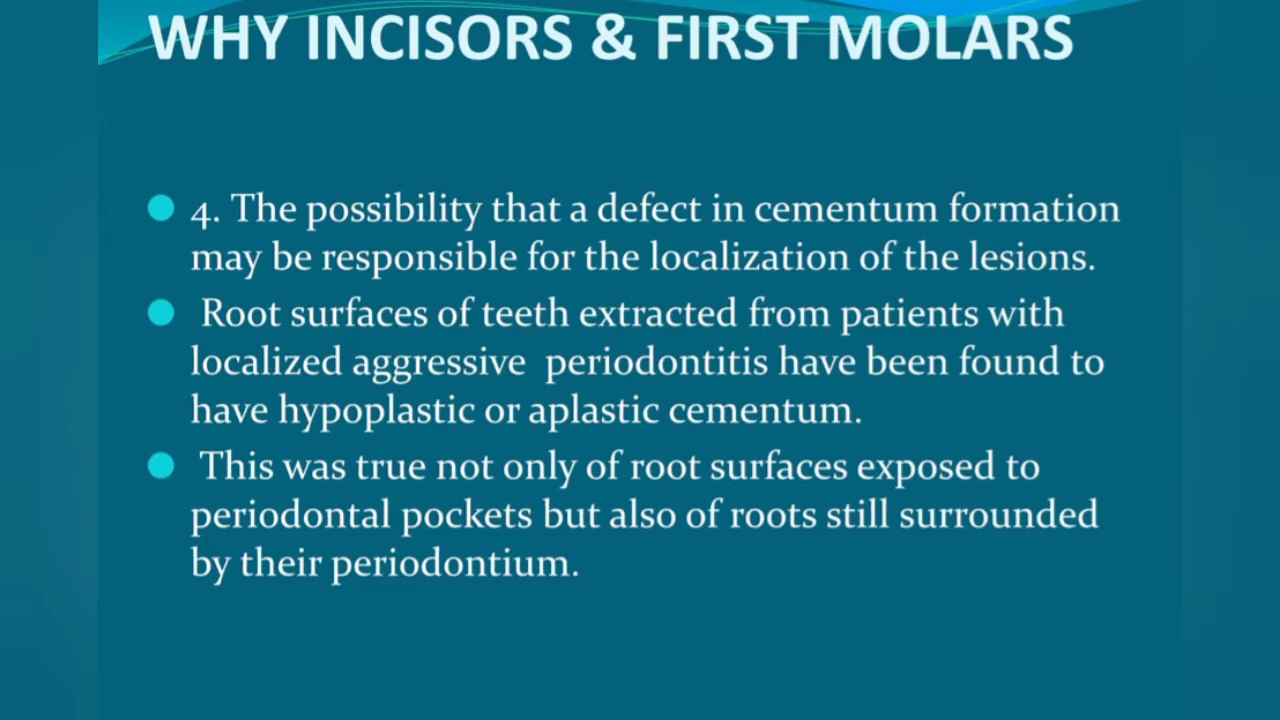 WHY INCISORS & FIRST MOLARS
4. The possibility that a defect in cementum formation
may be responsible for the localization of the lesions.
Root surfaces of teeth extracted from patients with
localized aggressive periodontitis have been found to
have hypoplastic or aplastic cementum.
This was true not only of root surfaces exposed to
periodontal pockets but also of roots still surrounded
by their periodontium.